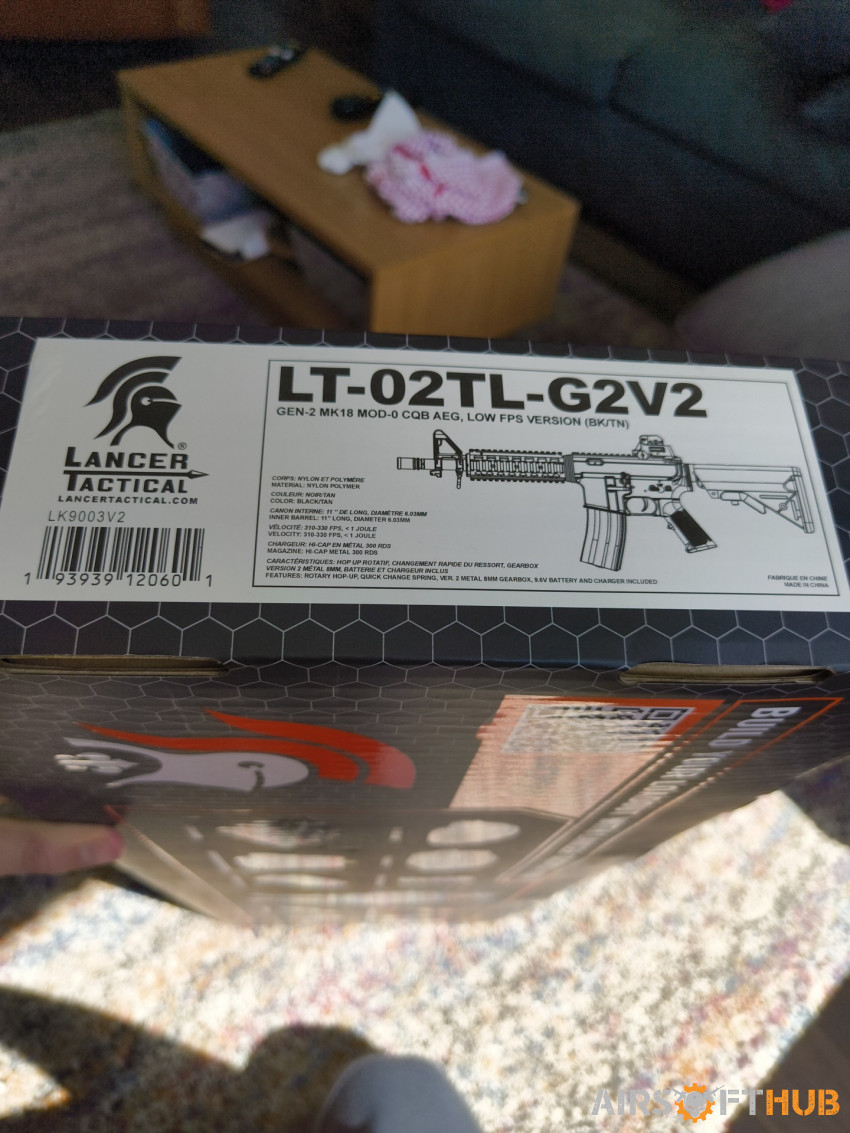 LT-02TL-G2V2
GEN-2 MK18 MOD-0 CQB AEG, LOW FPS VERSION (BK/TN)
LANCER
TACTICAL
®
LANCERTACTICAL.COM
LK9003V2
1 93939 12060 1
CORPS: NYLON ET POLYMÈRE
MATERIAL: NYLON POLYMER
COULEUR: NOIR/TAN
COLOR: BLACK/TAN
CANON INTERNE: 11 " DE LONG, DIAMÈTRE 6.03MM
INNER BARREL: 11" LONG, DIAMETER 6.03MM
VÉLOCITÉ: 310-330 FPS, < 1 JOULE
VELOCITY: 310-330 FPS, < 1 JOULE
CHARGEUR: HI-CAP EN MÉTAL 300 RDS
MAGAZINE: HI-CAP METAL 300 RDS
CARACTÉRISTIQUES: HOP UP ROTATIF, CHANGEMENT RAPIDE DU RESSORT, GEARBOX
VERSION 2 MÉTAL 8MM, BATTERIE ET CHARGEUR INCLUS
FEATURES: ROTARY HOP-UP, QUICK CHANGE SPRING, VER. 2 METAL 8MM GEARBOX, 9.6V BATTERY AND CHARGER INCLUDED
FABRIQUE EN CHINE
MADE IN CHINA
BUILD
AIRSOFTHUB